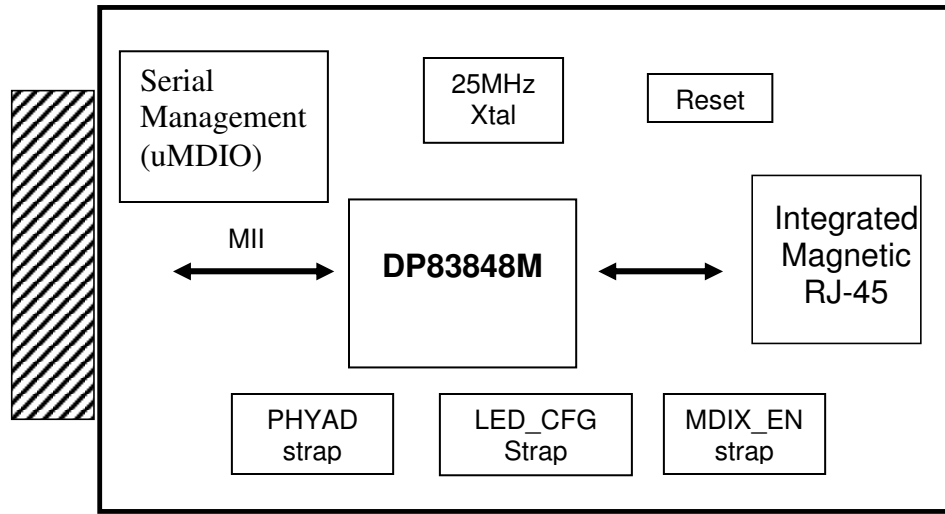 Serial
Management
(uMDIO)
25MHz
Xtal
Reset
MII
DP83848M
Integrated
Magnetic
RJ-45
PHYAD
strap
LED_CFG
Strap
MDIX_EN
strap